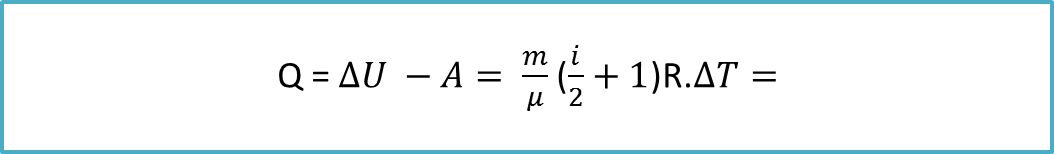 Q = ΔU − A = m/μ (i/2 + 1)R.ΔT =